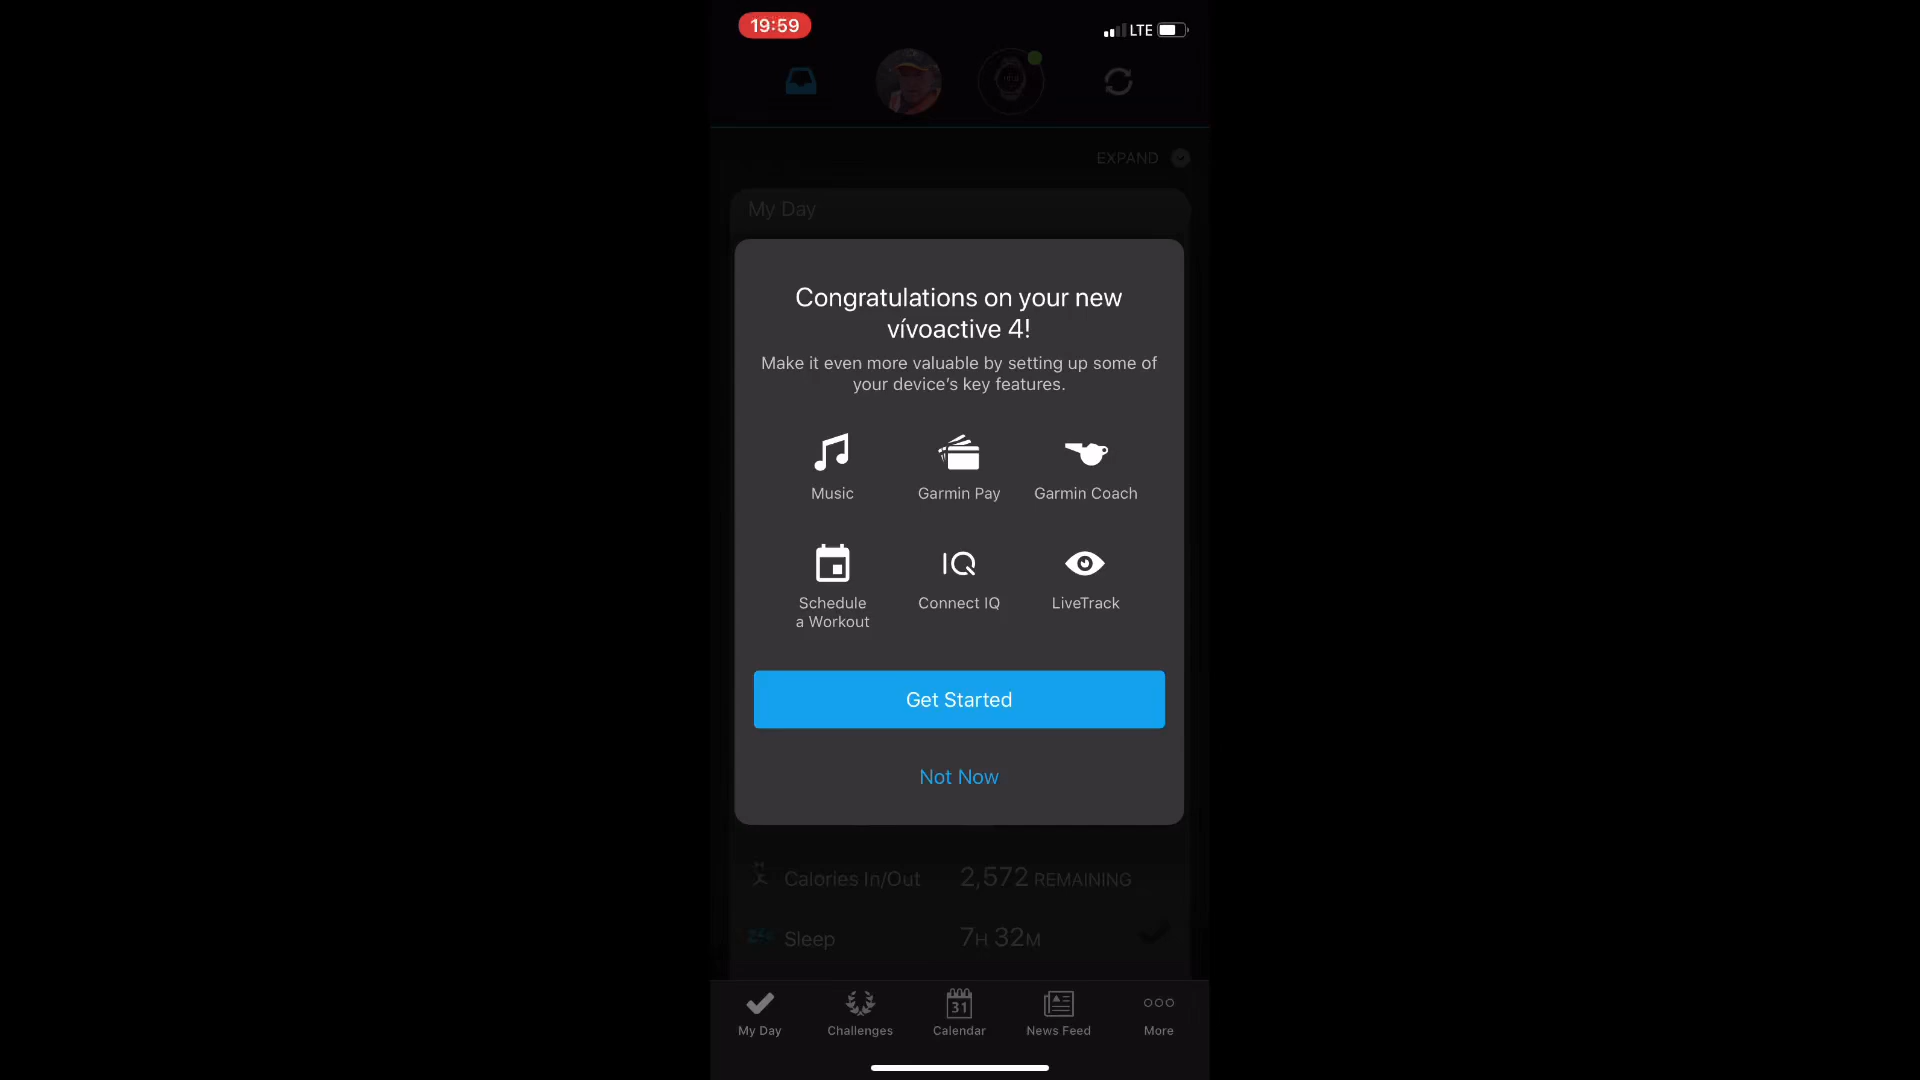 19:59
LTE
EXPAND
My Day
Congratulations on your new
vívoactive 4!
Make it even more valuable by setting up some of
your device’s key features.
Music
Garmin Pay
Garmin Coach
Schedule
a Workout
IQ
Connect IQ
LiveTrack
Get Started
Not Now
Calories In/Out 2,572 REMAINING
Sleep 7H 32M
31
My Day
Challenges
Calendar
News Feed
More